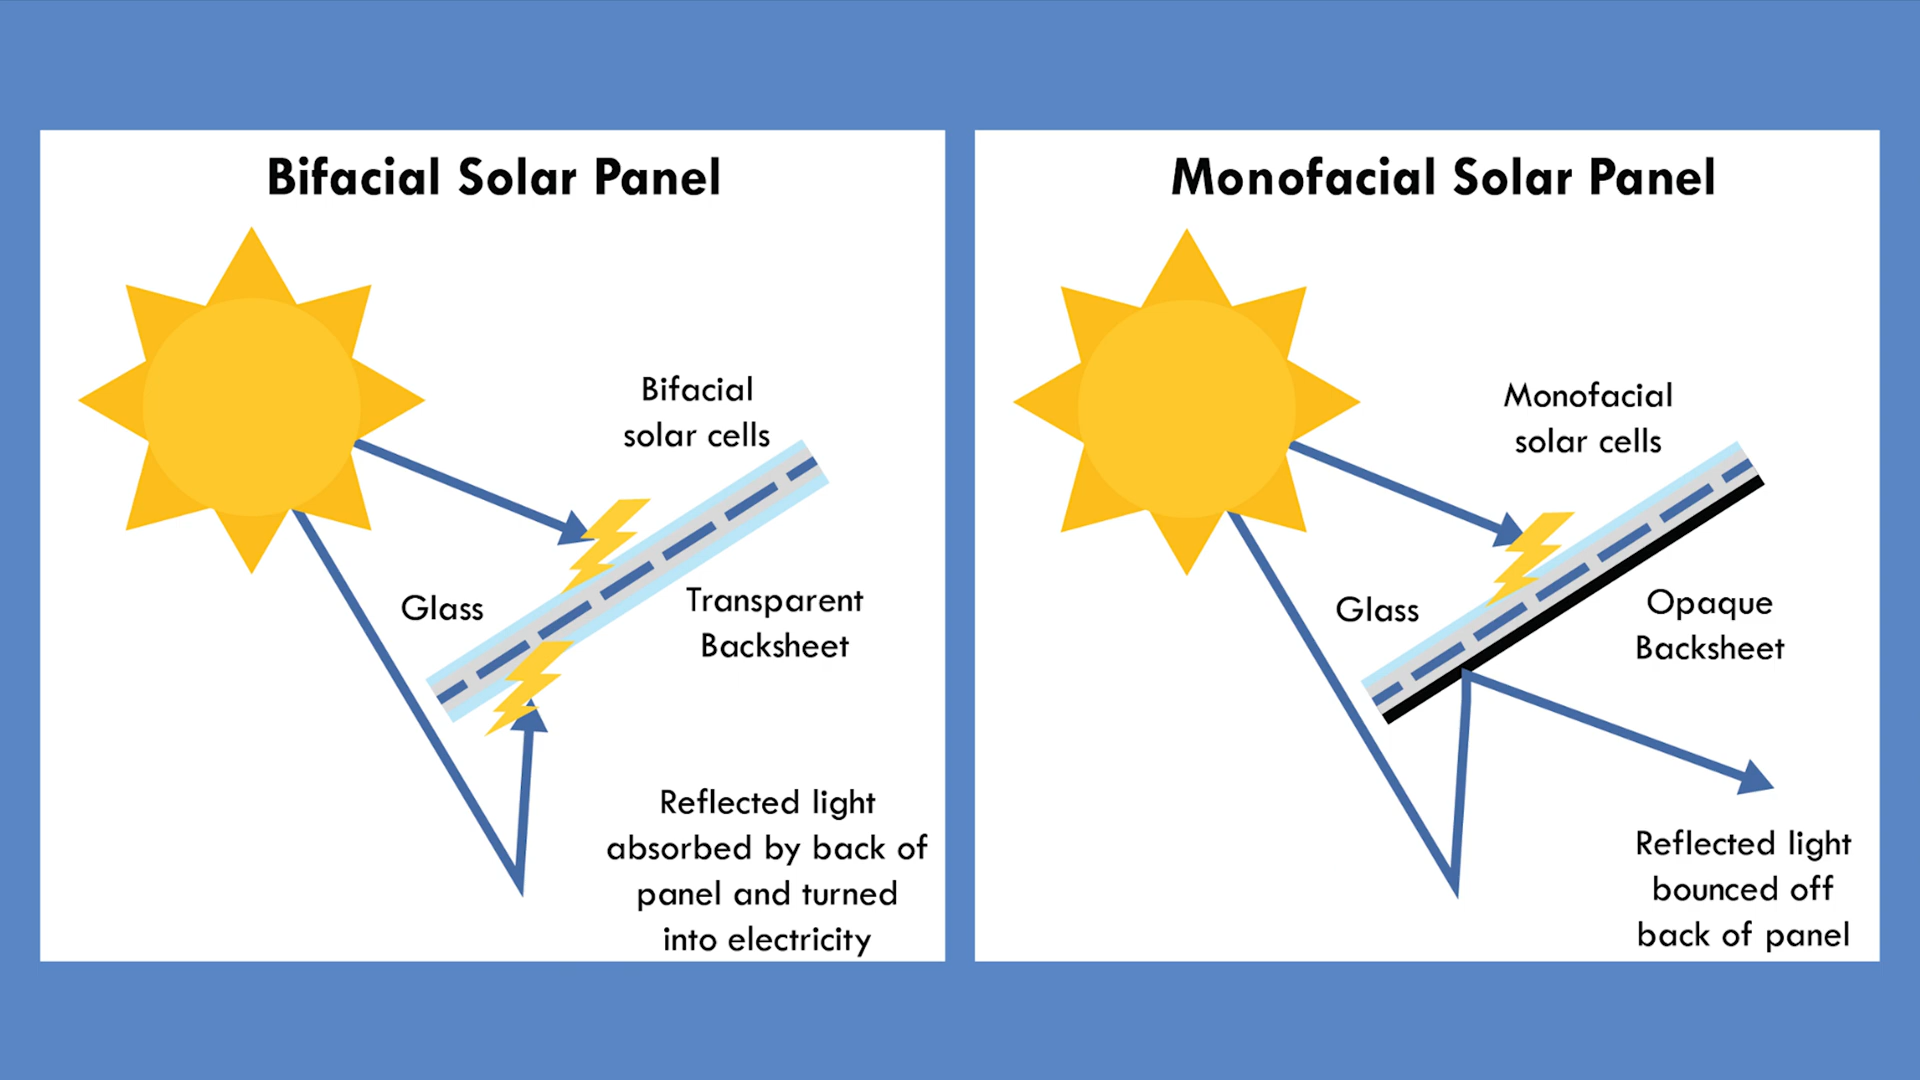 Bifacial Solar Panel
Bifacial
solar cells
Glass
Transparent
Backsheet
Reflected light
absorbed by back of
panel and turned
into electricity
Monofacial Solar Panel
Monofacial
solar cells
Glass
Opaque
Backsheet
Reflected light
bounced off
back of panel